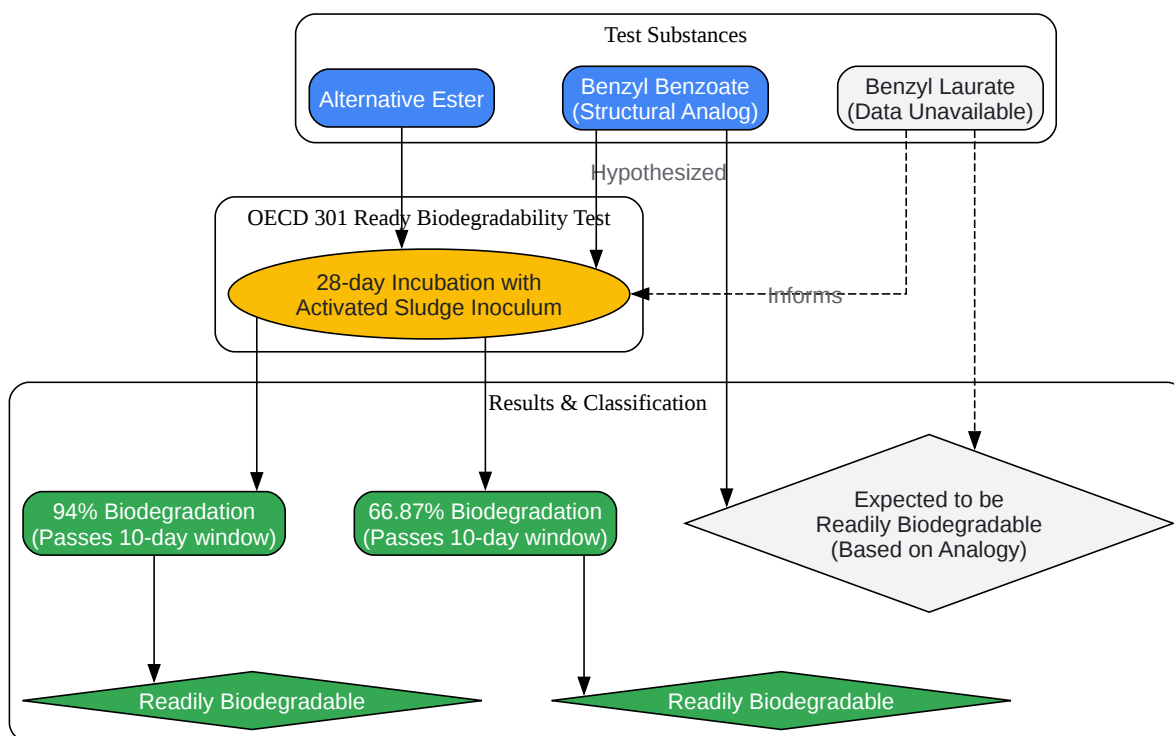 Test Substances
Alternative Ester
Benzyl Benzoate
(Structural Analog)
Benzyl Laurate
(Data Unavailable)
Hypothesized
OECD 301 Ready Biodegradability Test
28-day Incubation with
Activated Sludge Inoculum
Informs
Results & Classification
94% Biodegradation
(Passes 10-day window)
66.87% Biodegradation
(Passes 10-day window)
Expected to be
Readily Biodegradable
(Based on Analogy)
Readily Biodegradable
Readily Biodegradable